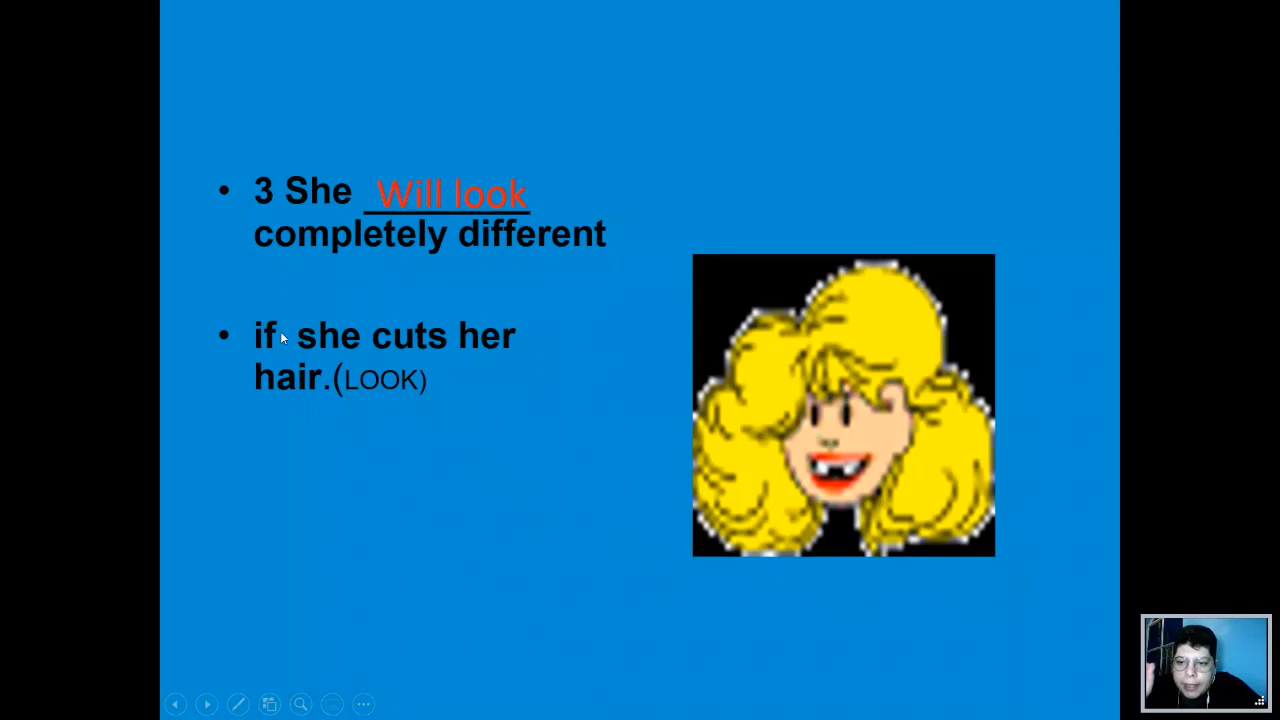 • 3 She Will look
completely different
• if she cuts her
hair.(LOOK)